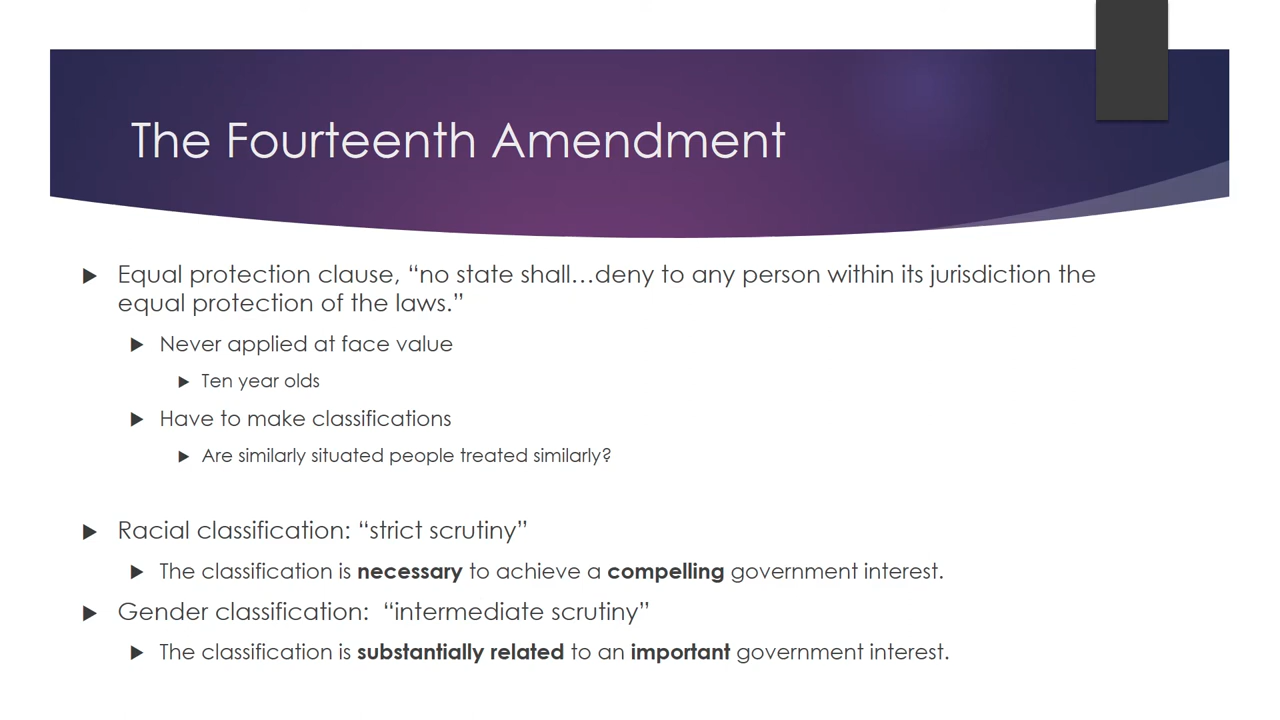 The Fourteenth Amendment
Equal protection clause, “no state shall…deny to any person within its jurisdiction the
equal protection of the laws.”
Never applied at face value
Ten year olds
Have to make classifications
Are similarly situated people treated similarly?
Racial classification: “strict scrutiny”
The classification is necessary to achieve a compelling government interest.
Gender classification:  “intermediate scrutiny”
The classification is substantially related to an important government interest.